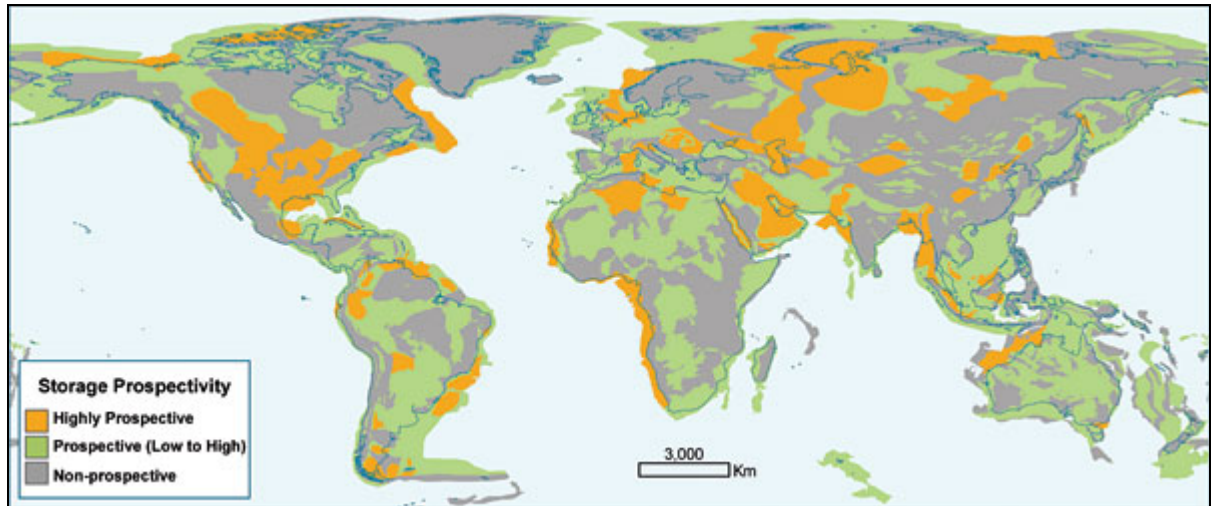 Storage Prospectivity
Highly Prospective
Prospective (Low to High)
Non-prospective
3,000
Km